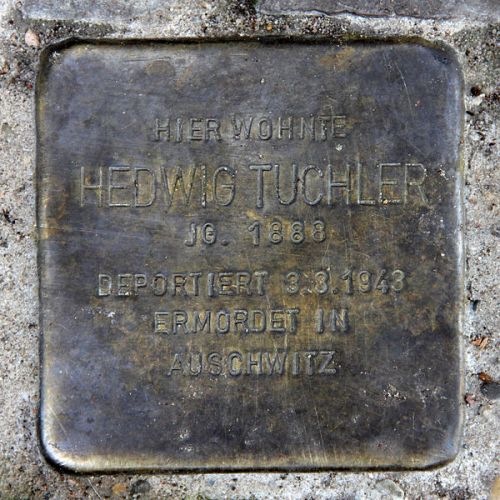 HIER WOHNTE
HEDWIG TUCHLER
JG. 1888
DEPORTIERT 3.3.1943
ERMORDET IN
AUSCHWITZ